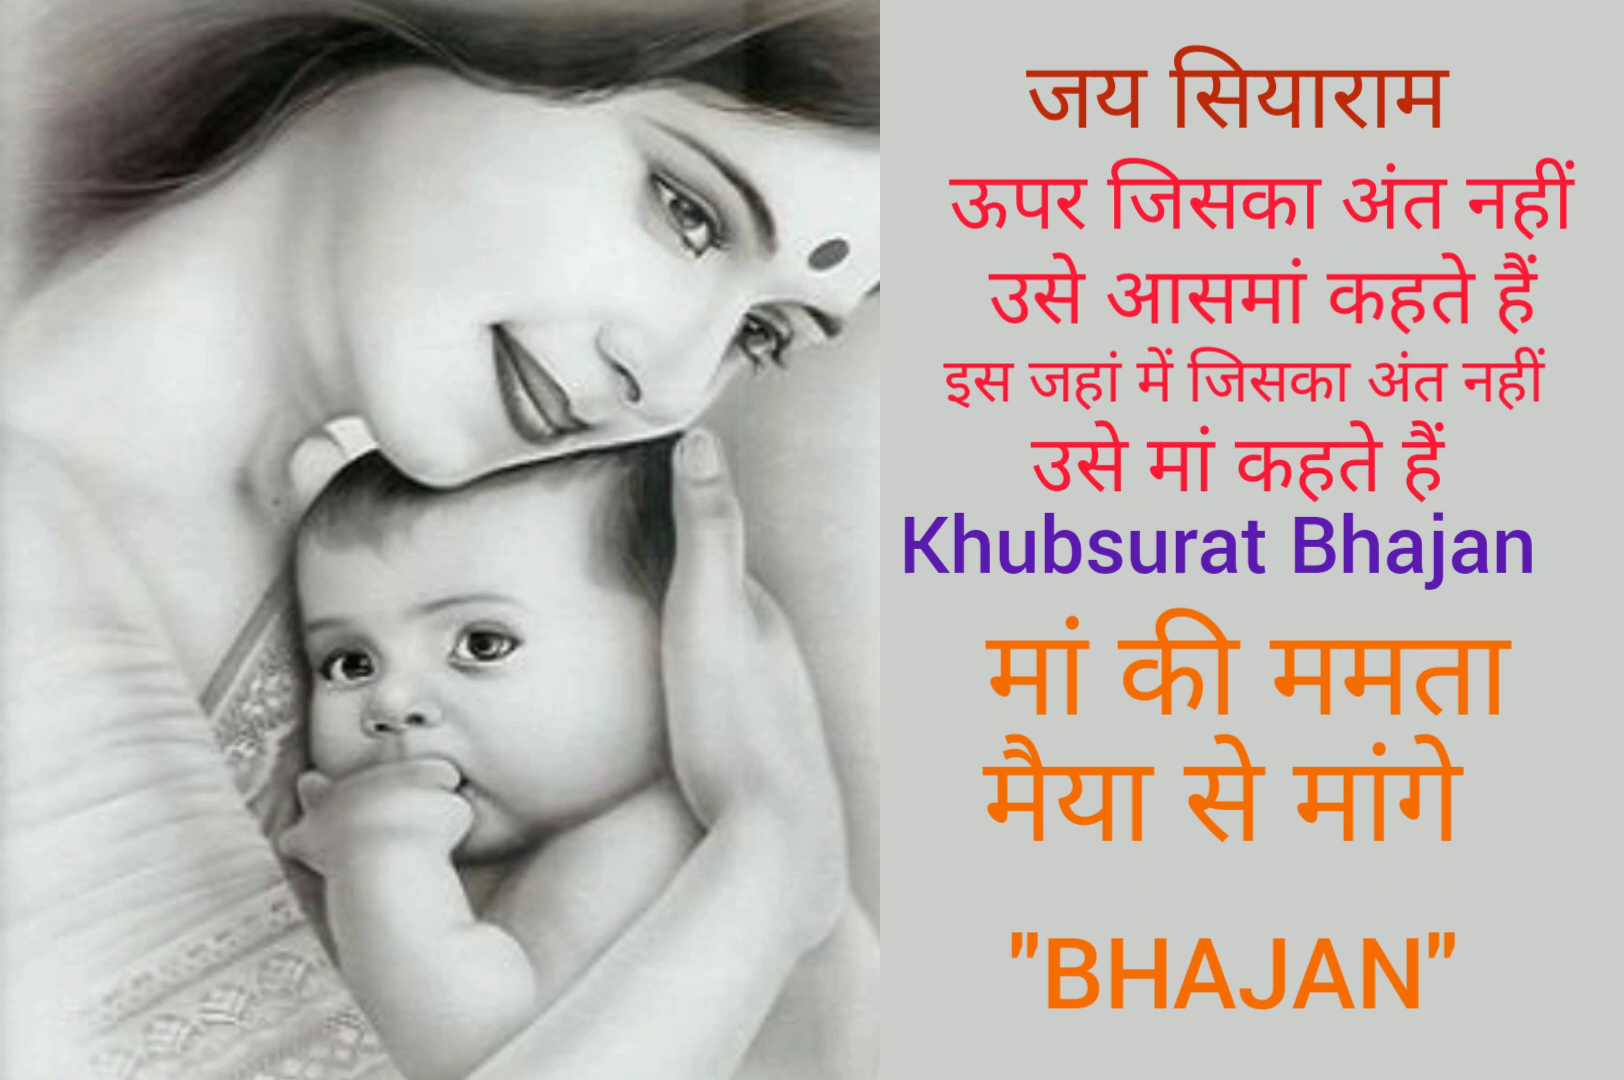 जय सियाराम
ऊपर जिसका अंत नहीं
उसे आसमां कहते हैं
इस जहां में जिसका अंत नहीं
उसे मां कहते हैं
Khubsurat Bhajan
मां की ममता
मैया से मांगे
"BHAJAN"